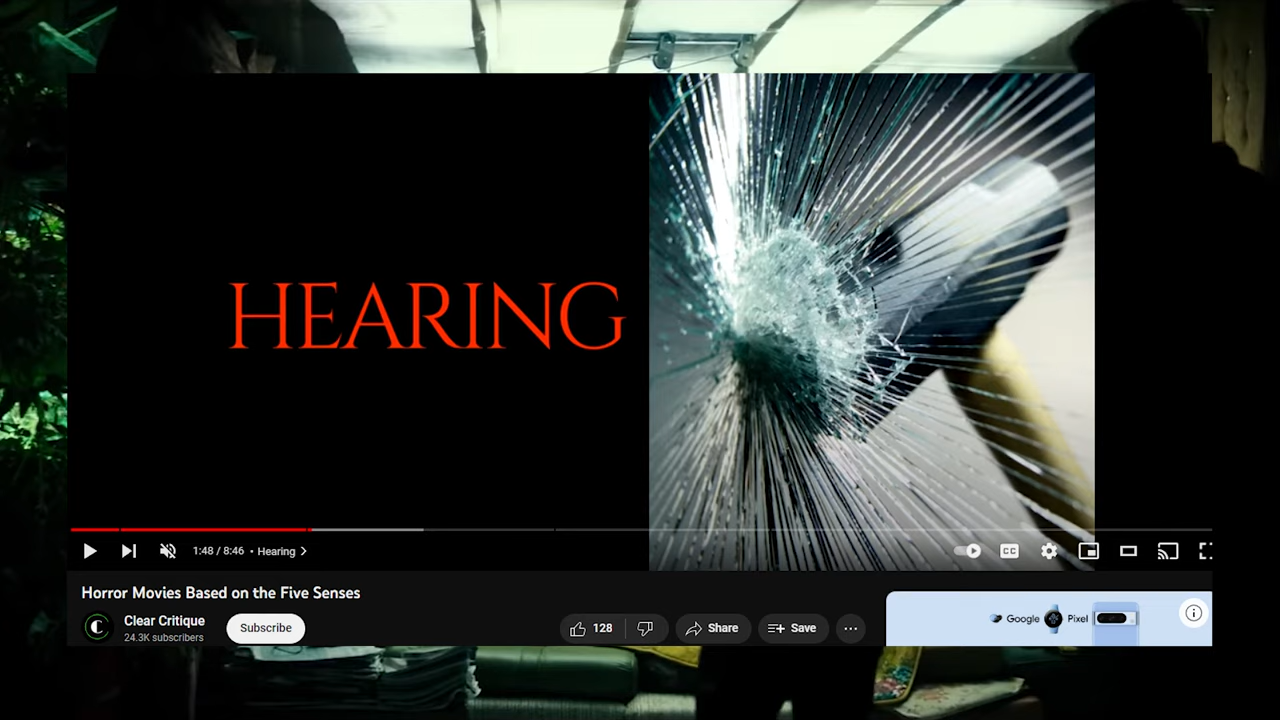 HEARING
1:48 / 8:46 • Hearing >
CC
Horror Movies Based on the Five Senses
Clear Critique
24.3K subscribers
Subscribe
128
Share
Save
Google Pixel